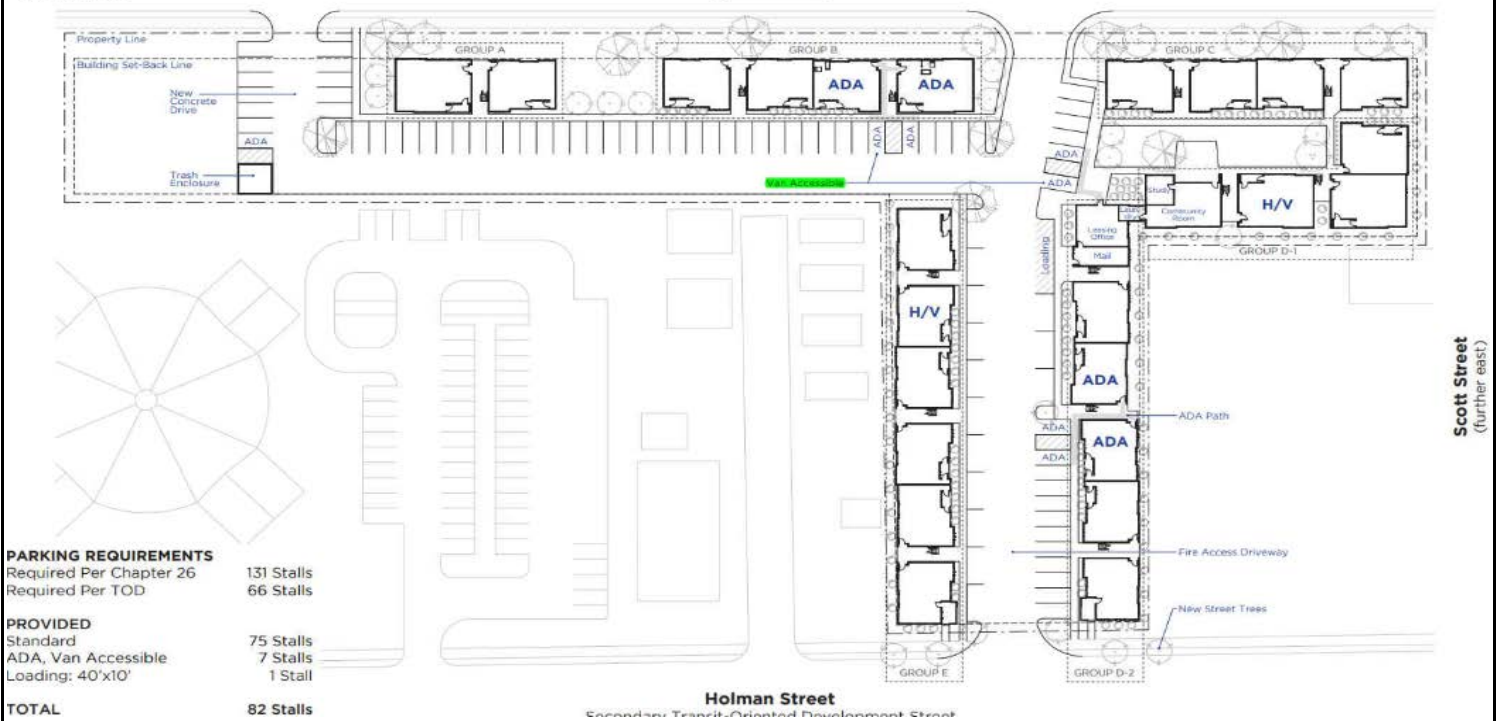 Property Line
Building Set-Back Line
New
Concrete
Drive
ADA
Trash
Enclosure
GROUP A
GROUP B
ADA
ADA
ADA
ADA
Van Accessible
GROUP C
ADA
ADA
Study
Community
Room
H/V
Leasing
Office
Mail
Loading
GROUP D-1
H/V
ADA
ADA
ADA
ADA
ADA Path
Fire Access Driveway
New Street Trees
GROUP E
GROUP D-2
Scott Street
(further east)
PARKING REQUIREMENTS
Required Per Chapter 26 131 Stalls
Required Per TOD 66 Stalls
PROVIDED
Standard 75 Stalls
ADA, Van Accessible 7 Stalls
Loading: 40'x10' 1 Stall
TOTAL 82 Stalls
Holman Street
Secondary Transit-Oriented Development Street